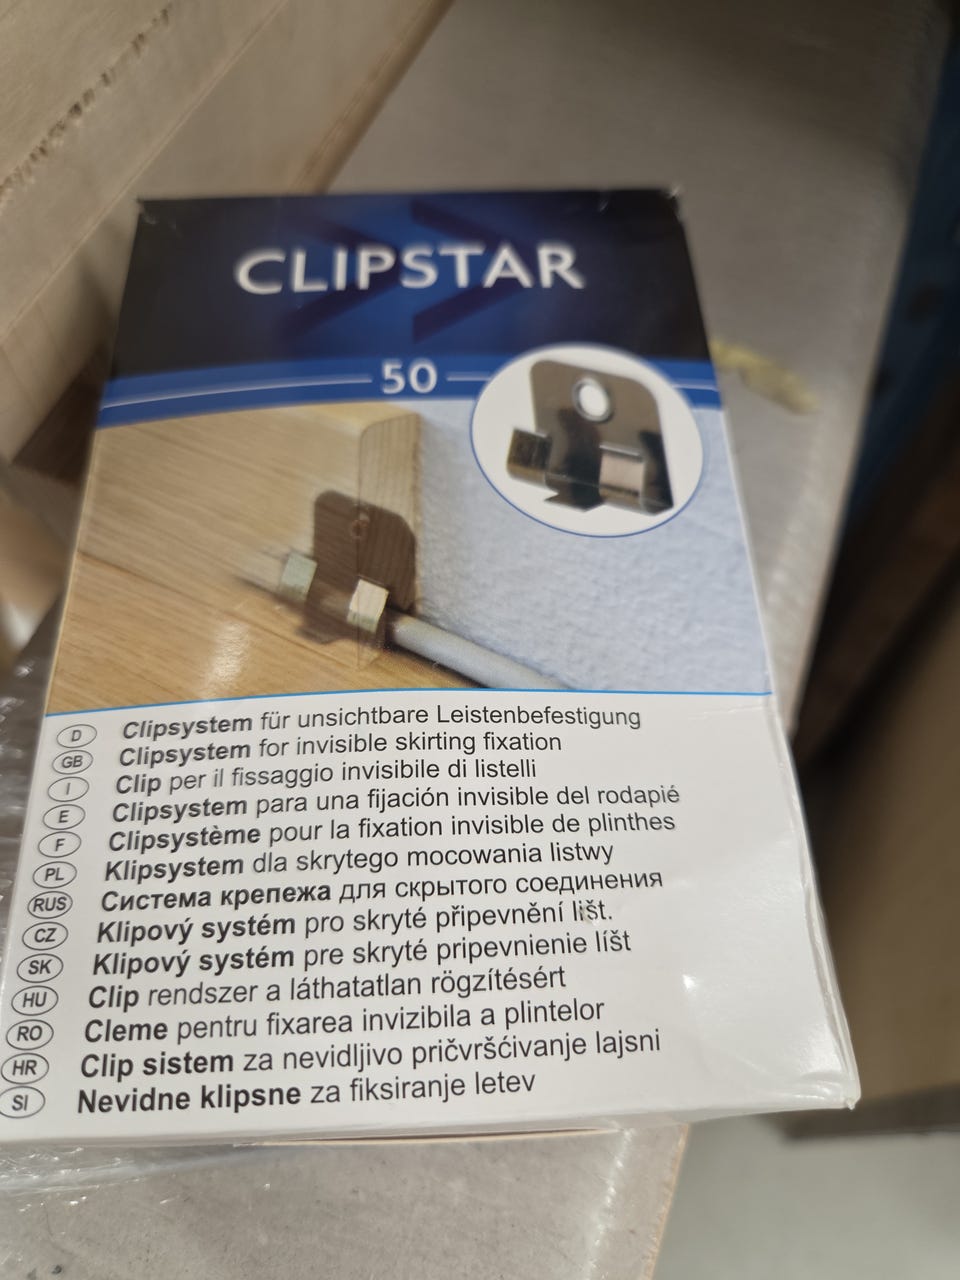 CLIPSTAR
50
D Clipsystem für unsichtbare Leistenbefestigung
GB Clipsystem for invisible skirting fixation
I Clip per il fissaggio invisibile di listelli
E Clipsystem para una fijación invisible del rodapié
F Clipsystème pour la fixation invisible de plinthes
PL Klipsystem dla skrytego mocowania listwy
RUS Система крепежа для скрытого соединения
CZ Klipový systém pro skryté připevnění lišt.
SK Klipový systém pre skryté pripevnienie líšt
HU Clip rendszer a láthatatlan rögzítésért
RO Cleme pentru fixarea invizibila a plintelor
HR Clip sistem za nevidljivo pričvršćivanje lajsni
SI Nevidne klipsne za fiksiranje letev